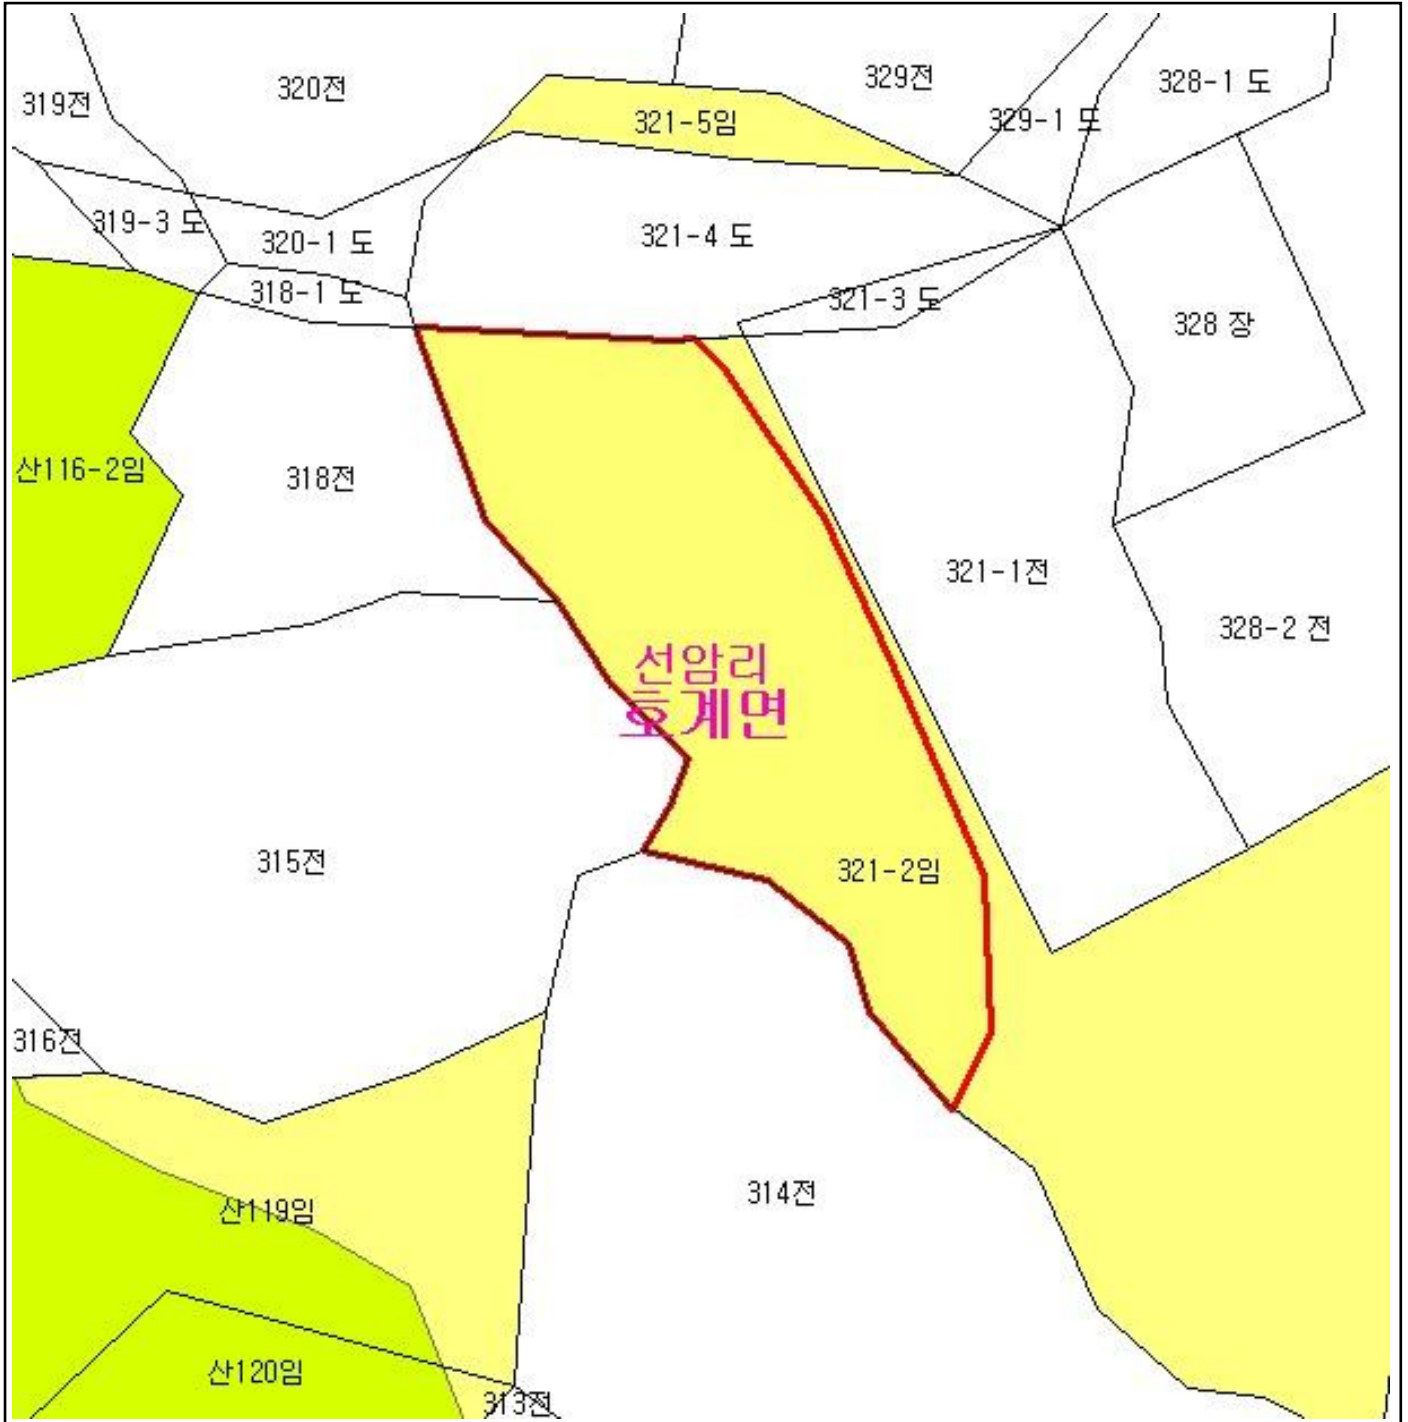 319전
320전
321-5임
329전
329-1 도
328-1 도
319-3 도
320-1 도
321-4 도
318-1 도
321-3 도
328 장
산116-2임
318전
321-1전
328-2 전
선암리
호계면
315전
321-2임
316전
산119임
314전
산120임
313전